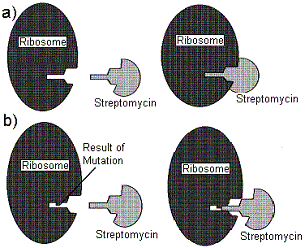 a)
Ribosome
Streptomycin
Ribosome
Streptomycin
b)
Result of
Mutation
Ribosome
Streptomycin
Ribosome
Streptomycin